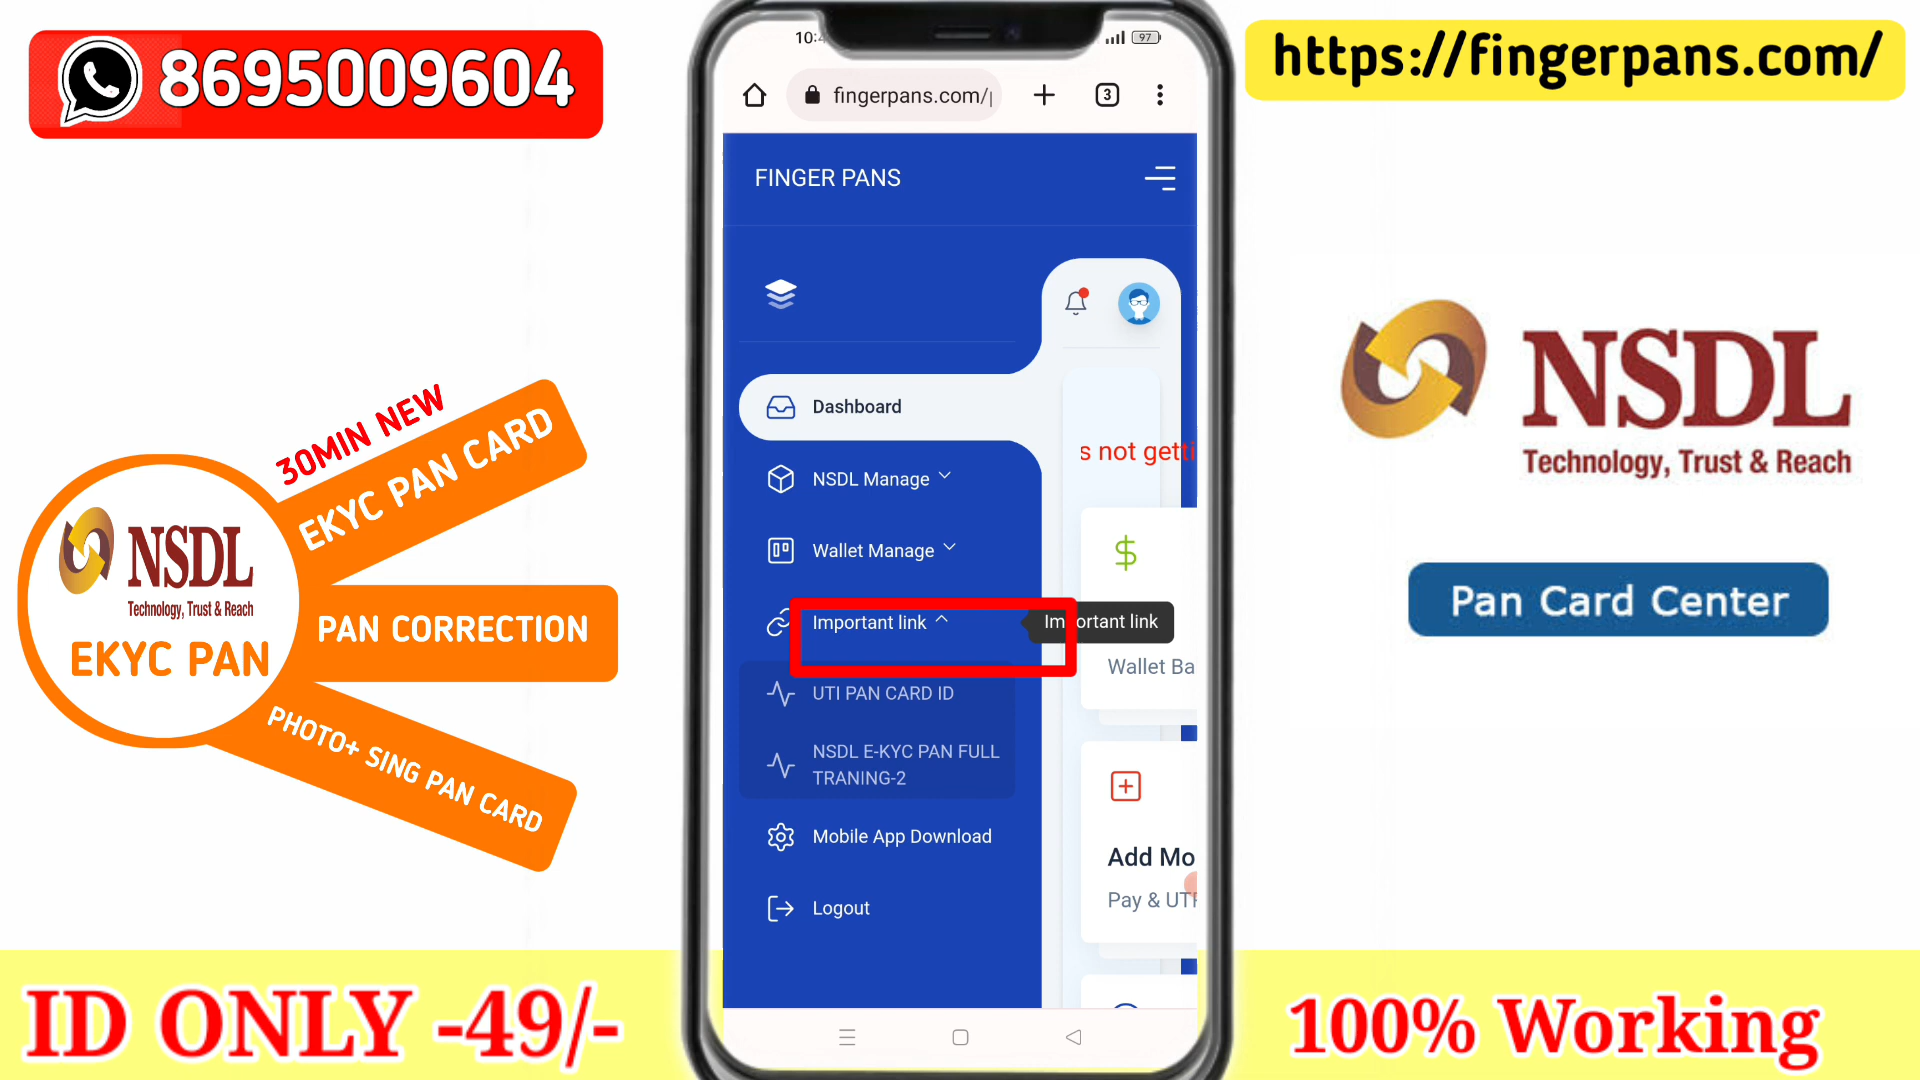 8695009604
https://fingerpans.com/
10:4
97
fingerpans.com/
3
FINGER PANS
Dashboard
s not getti
NSDL Manage
Wallet Manage
Important link
Important link
Wallet Ba
UTI PAN CARD ID
NSDL E-KYC PAN FULL
TRANING-2
Mobile App Download
Add Mo
Pay & UT
Logout
30MIN NEW
EKYC PAN CARD
NSDL
Technology, Trust & Reach
EKYC PAN
PAN CORRECTION
PHOTO+ SING PAN CARD
NSDL
Technology, Trust & Reach
Pan Card Center
ID ONLY -49/-
100% Working